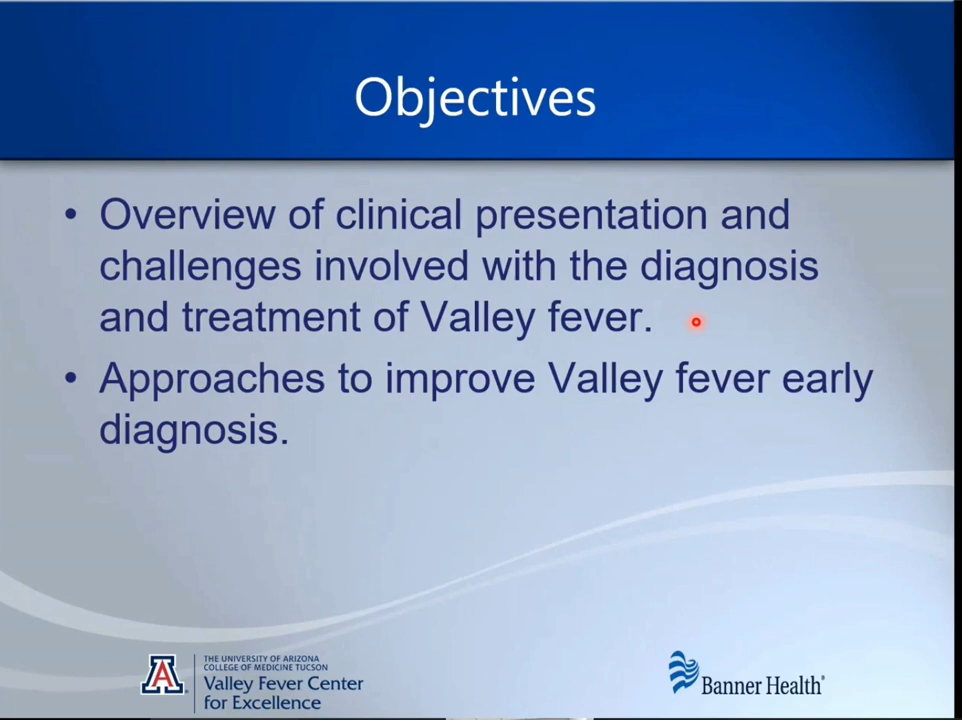 Objectives
• Overview of clinical presentation and
challenges involved with the diagnosis
and treatment of Valley fever.
• Approaches to improve Valley fever early
diagnosis.
A
THE UNIVERSITY OF ARIZONA
COLLEGE OF MEDICINE TUCSON
Valley Fever Center
for Excellence
Banner Health®